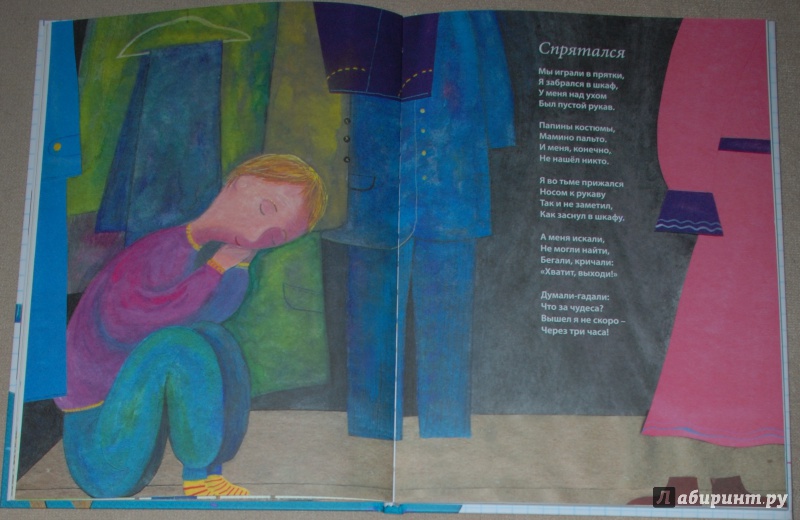 Спрятался
Мы играли в прятки,
Я забрался в шкаф,
У меня над ухом
Был пустой рукав.
Папины костюмы,
Мамино пальто.
И меня, конечно,
Не нашёл никто.
Я во тьме прижался
Носом к рукаву
Так и не заметил,
Как заснул в шкафу.
А меня искали,
Не могли найти,
Бегали, кричали:
«Хватит, выходи!»
Думали-гадали:
Что за чудеса?
Вышел я не скоро –
Через три часа!
Лабиринт.ру